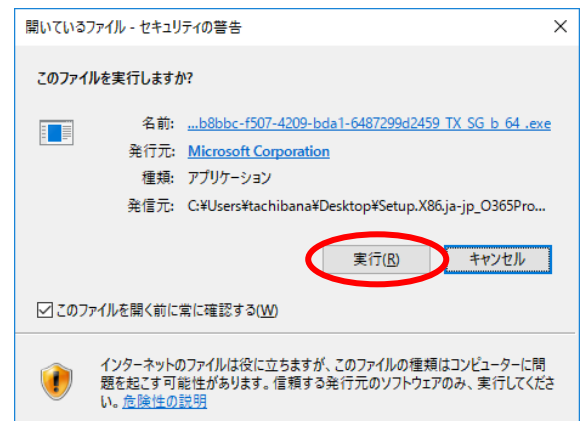 開いているファイル - セキュリティの警告
このファイルを実行しますか?
名前: ...b8bbc-f507-4209-bda1-6487299d2459_TX_SG_b_64_.exe
発行元: Microsoft Corporation
種類: アプリケーション
発信元: C:¥Users¥tachibana¥Desktop¥Setup.X86.ja-jp_O365Pro...
実行(R) キャンセル
このファイルを開く前に常に確認する(W)
インターネットのファイルは役に立ちますが、このファイルの種類はコンピューターに問
題を起こす可能性があります。信頼する発行元のソフトウェアのみ、実行してくださ
い。危険性の説明